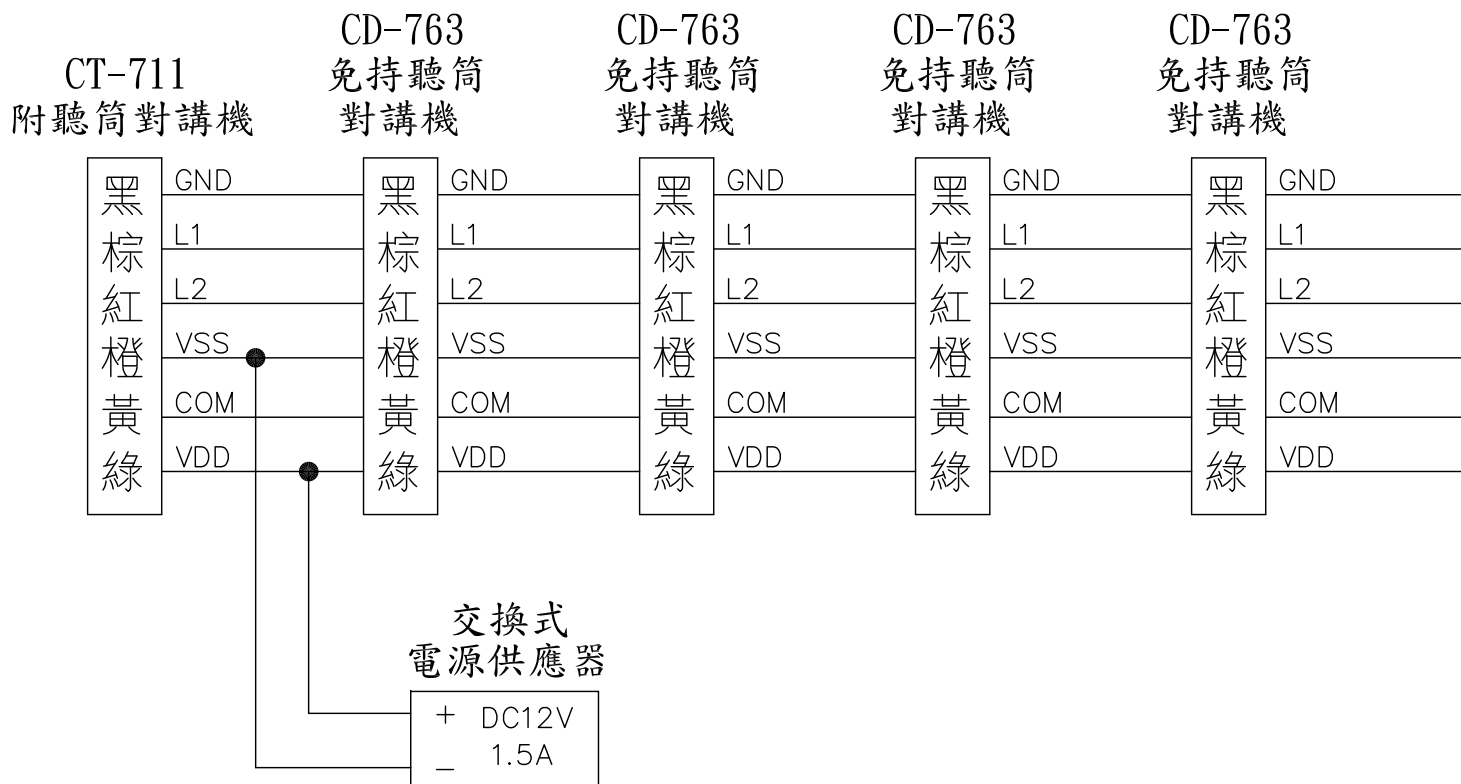 CT-711
附聽筒對講機
CD-763
免持聽筒
對講機
CD-763
免持聽筒
對講機
CD-763
免持聽筒
對講機
CD-763
免持聽筒
對講機
黑 GND 黑 GND 黑 GND 黑 GND 黑 GND
棕 L1 棕 L1 棕 L1 棕 L1 棕 L1
紅 L2 紅 L2 紅 L2 紅 L2 紅 L2
橙 VSS 橙 VSS 橙 VSS 橙 VSS 橙 VSS
黃 COM 黃 COM 黃 COM 黃 COM 黃 COM
綠 VDD 綠 VDD 綠 VDD 綠 VDD 綠 VDD
交換式
電源供應器
+ DC12V
1.5A
−